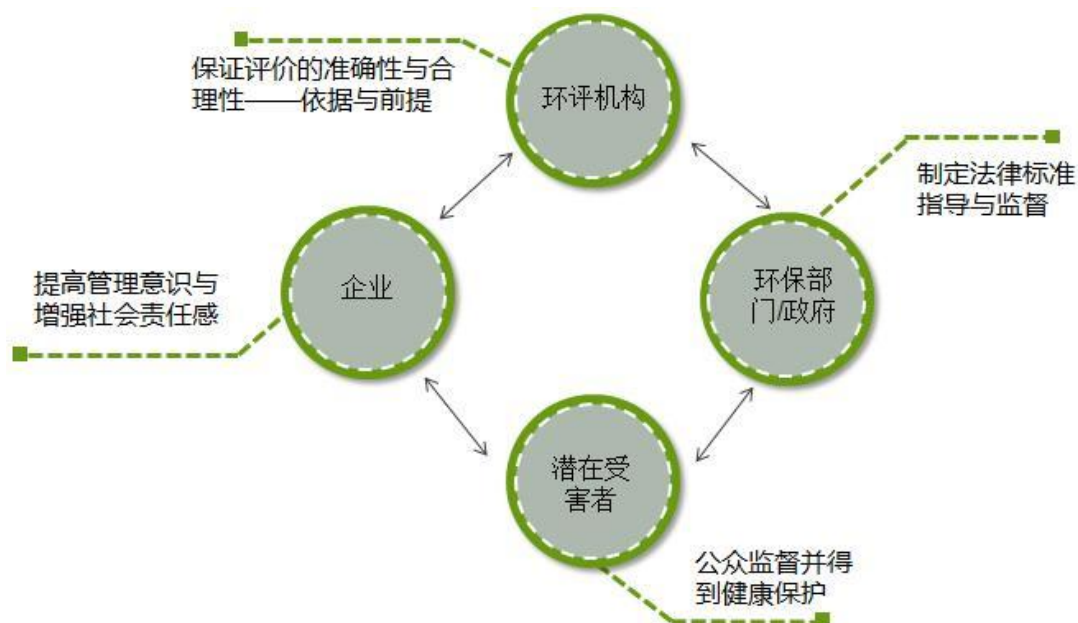 保证评价的准确性与合
理性——依据与前提
环评机构
制定法律标准
指导与监督
提高管理意识与
增强社会责任感
企业
环保部
门/政府
潜在受
害者
公众监督并得
到健康保护